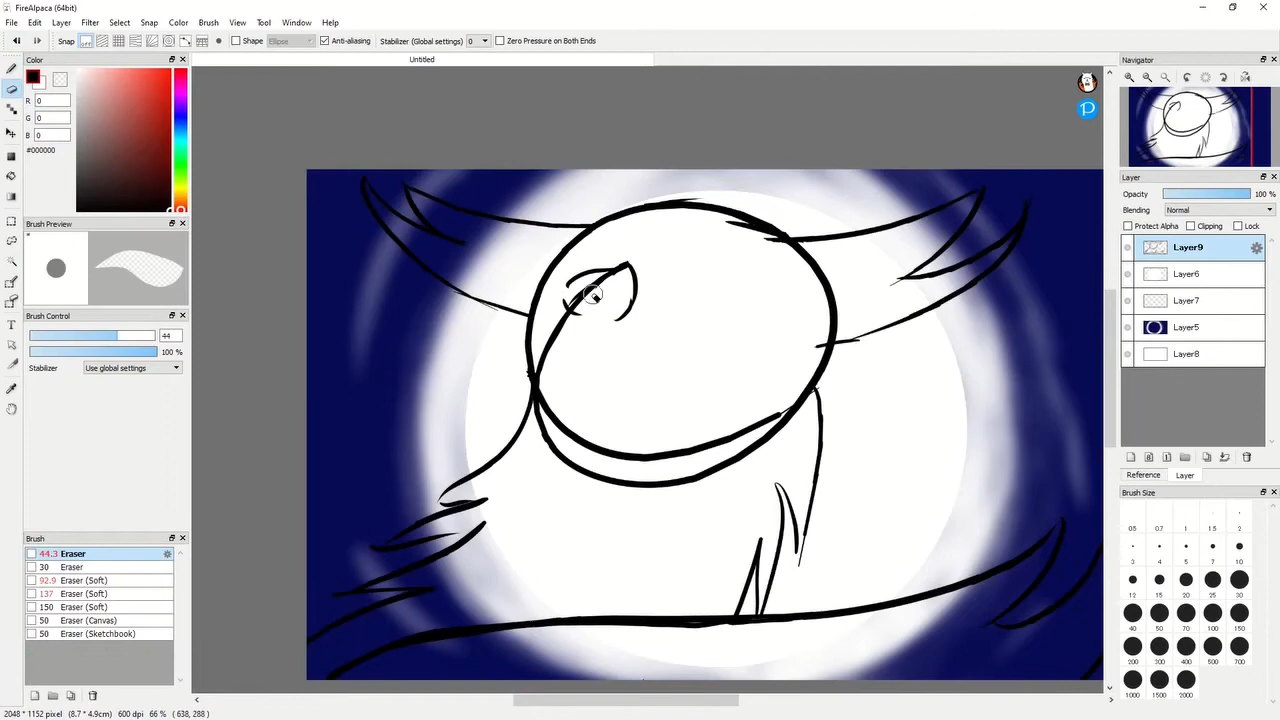 FireAlpaca (64bit)
File Edit Layer Filter Select Snap Color Brush View Tool Window Help
Snap OFF Shape Ellipse Anti-aliasing Stabilizer (Global settings) 0 Zero Pressure on Both Ends
Color
R 0
G 0
B 0
#000000
Brush Preview
Brush Control
44
100 %
Stabilizer Use global settings
Brush
44.3 Eraser
30 Eraser
92.9 Eraser (Soft)
137 Eraser (Soft)
150 Eraser (Soft)
50 Eraser (Canvas)
50 Eraser (Sketchbook)
Untitled
Navigator
Layer
Opacity 100 %
Blending Normal
Protect Alpha Clipping Lock
Layer9
Layer6
Layer7
Layer5
Layer8
Reference Layer
Brush Size
0.5 0.7 1 1.5 2
3 4 5 7 10
12 15 20 25 30
40 50 70 100 150
200 300 400 500 700
1000 1500 2000
2048 * 1152 pixel (8.7 * 4.9cm) 600 dpi 66 % ( 638, 288 )